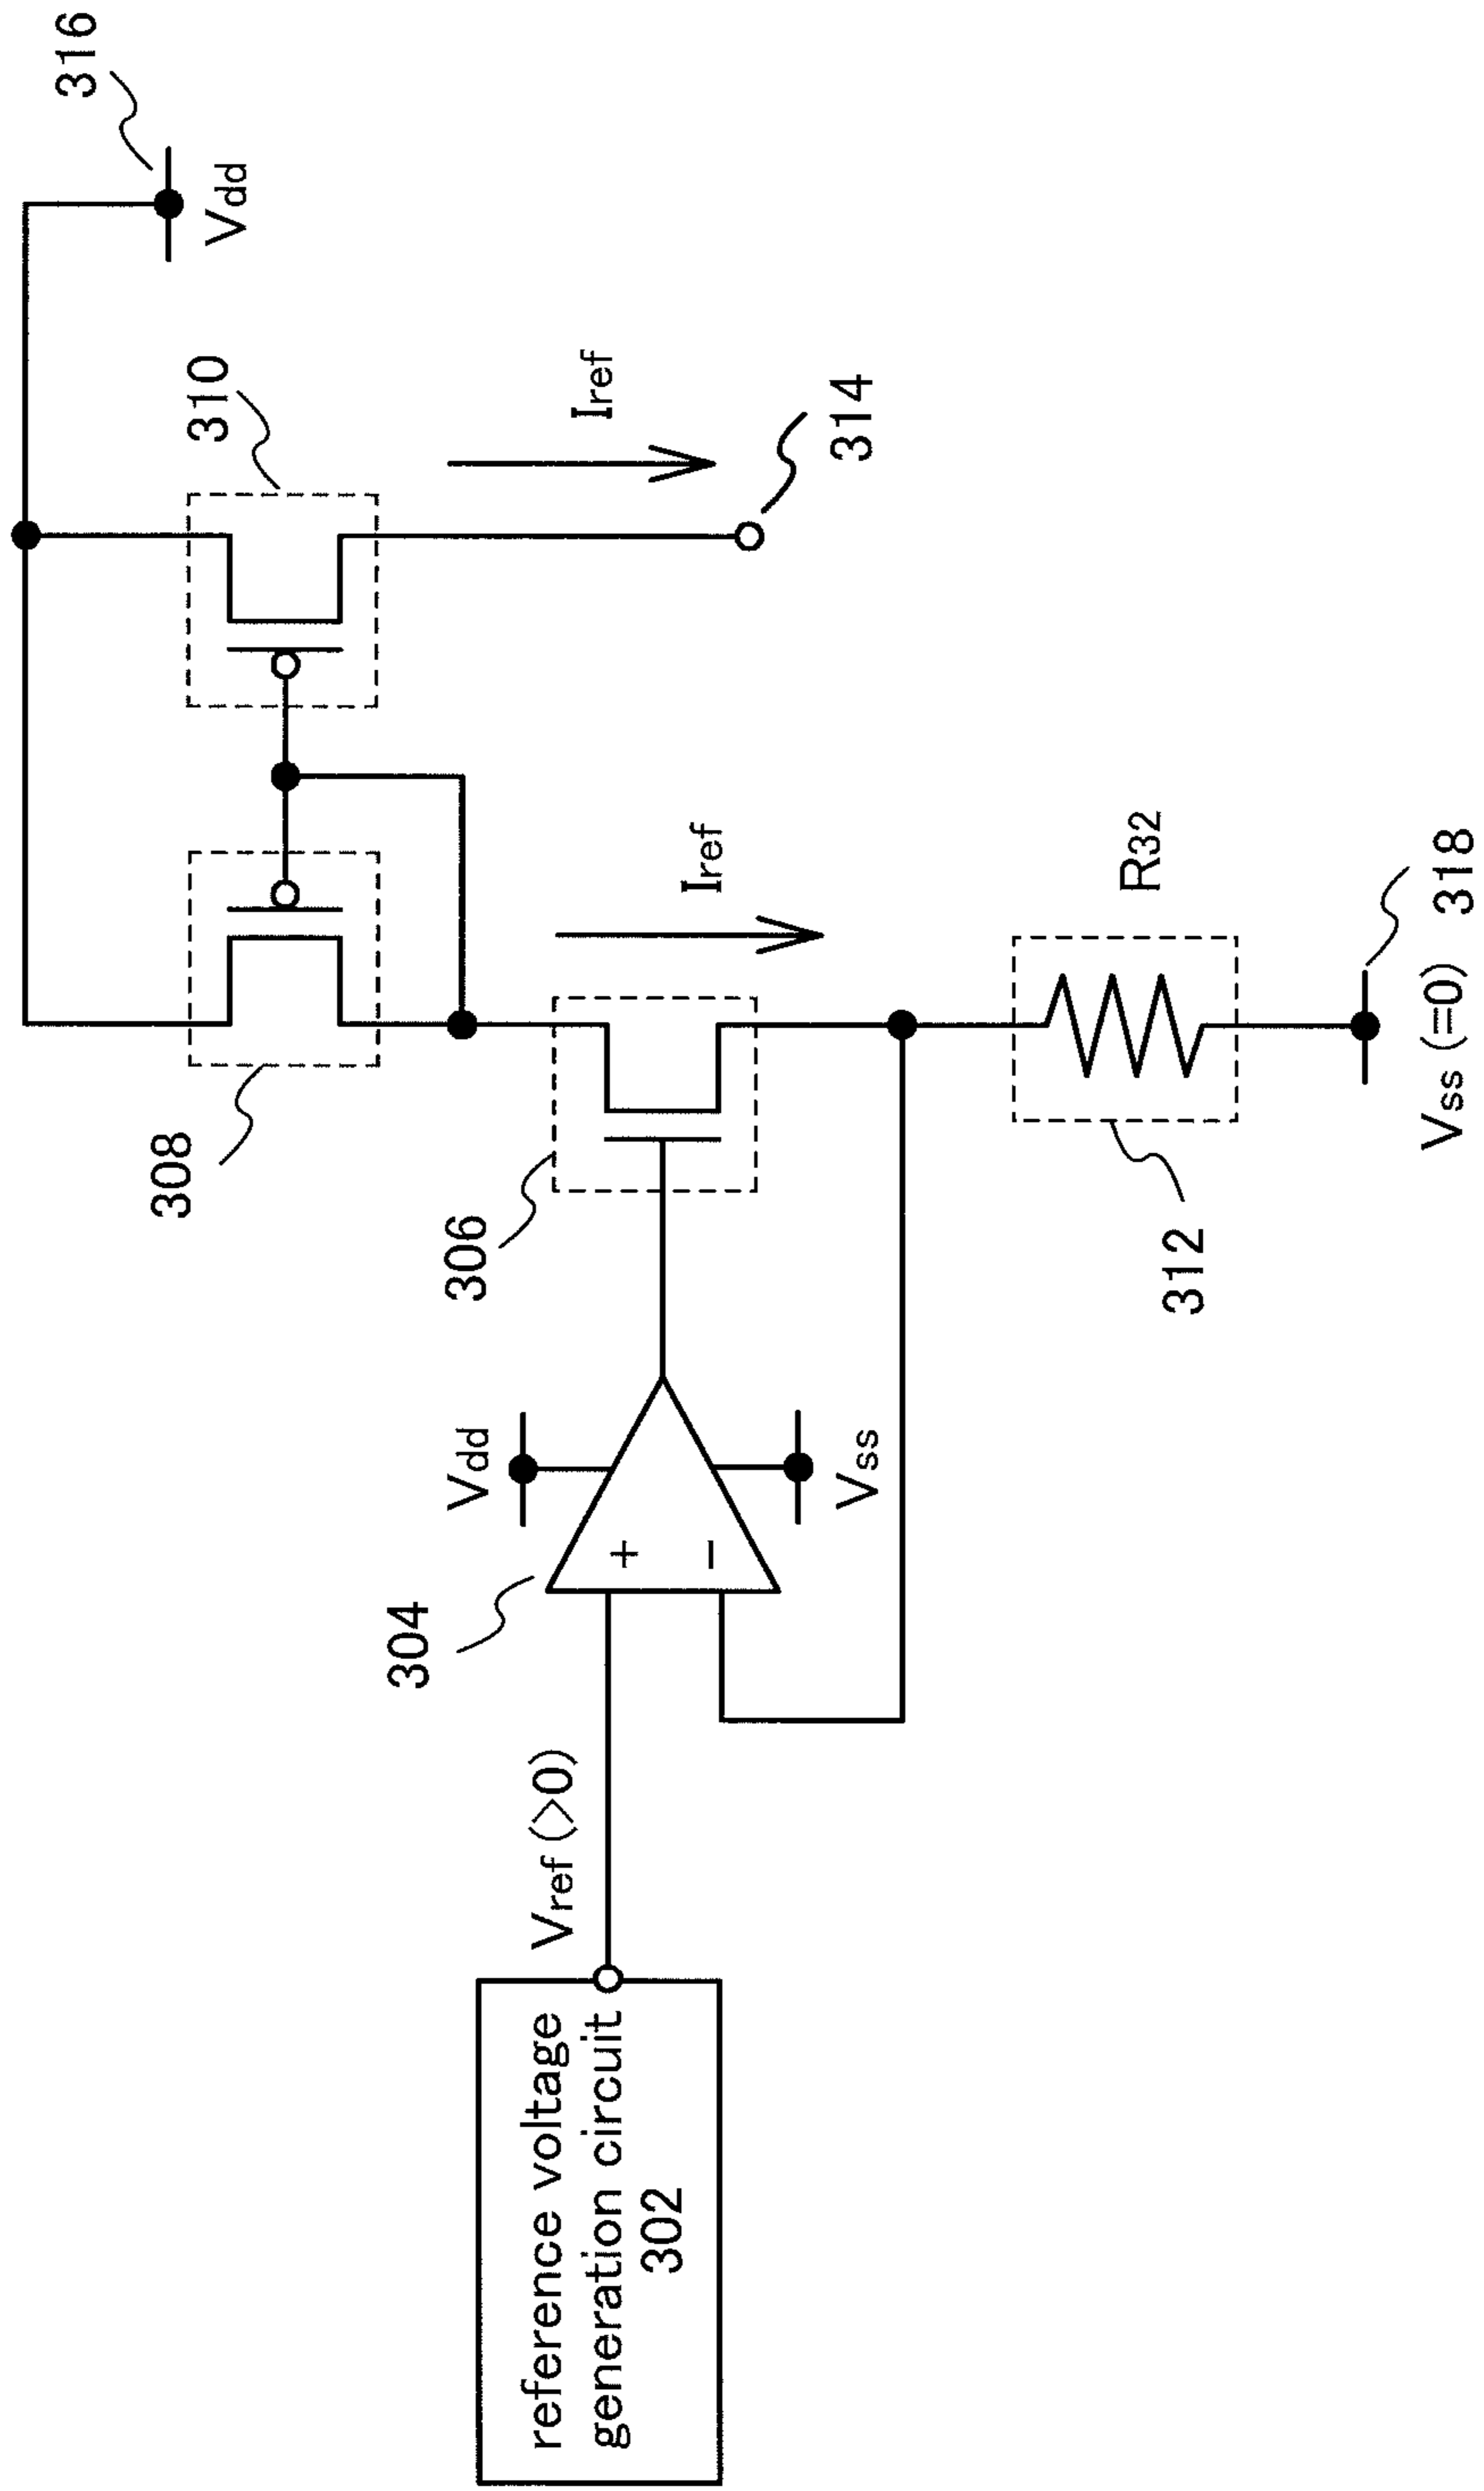 316
Vdd
310
Iref
314
308
306
Iref
R32
312
Vss (=0) 318
304
Vdd
+
−
Vss
Vref (>0)
reference voltage
generation circuit
302